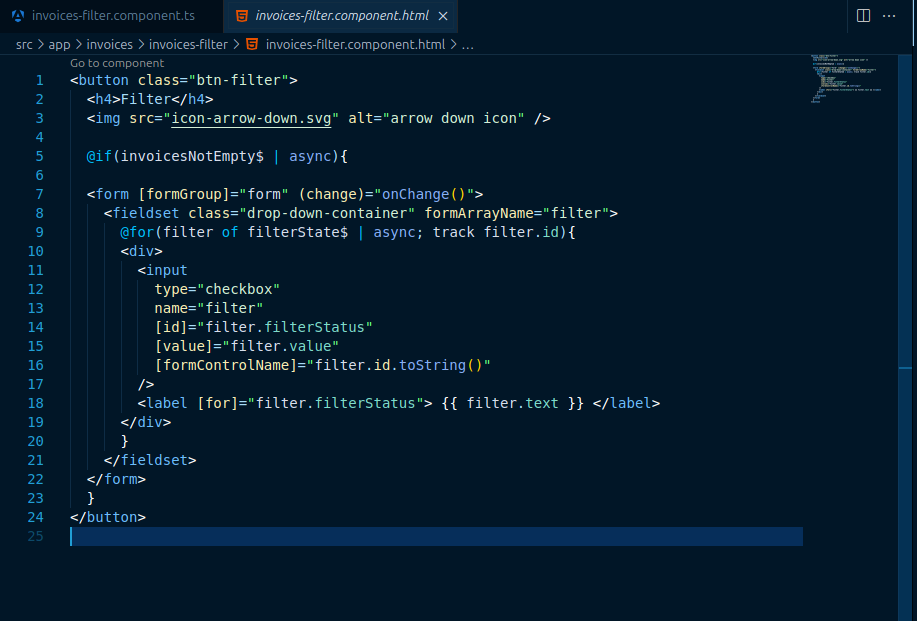 invoices-filter.component.ts
invoices-filter.component.html
src > app > invoices > invoices-filter > invoices-filter.component.html > ...
Go to component
1 <button class="btn-filter">
2   <h4>Filter</h4>
3   <img src="icon-arrow-down.svg" alt="arrow down icon" />
4
5   @if(invoicesNotEmpty$ | async){
6
7   <form [formGroup]="form" (change)="onChange()">
8     <fieldset class="drop-down-container" formArrayName="filter">
9       @for(filter of filterState$ | async; track filter.id){
10       <div>
11         <input
12           type="checkbox"
13           name="filter"
14           [id]="filter.filterStatus"
15           [value]="filter.value"
16           [formControlName]="filter.id.toString()"
17         />
18         <label [for]="filter.filterStatus"> {{ filter.text }} </label>
19       </div>
20       }
21     </fieldset>
22   </form>
23   }
24 </button>
25